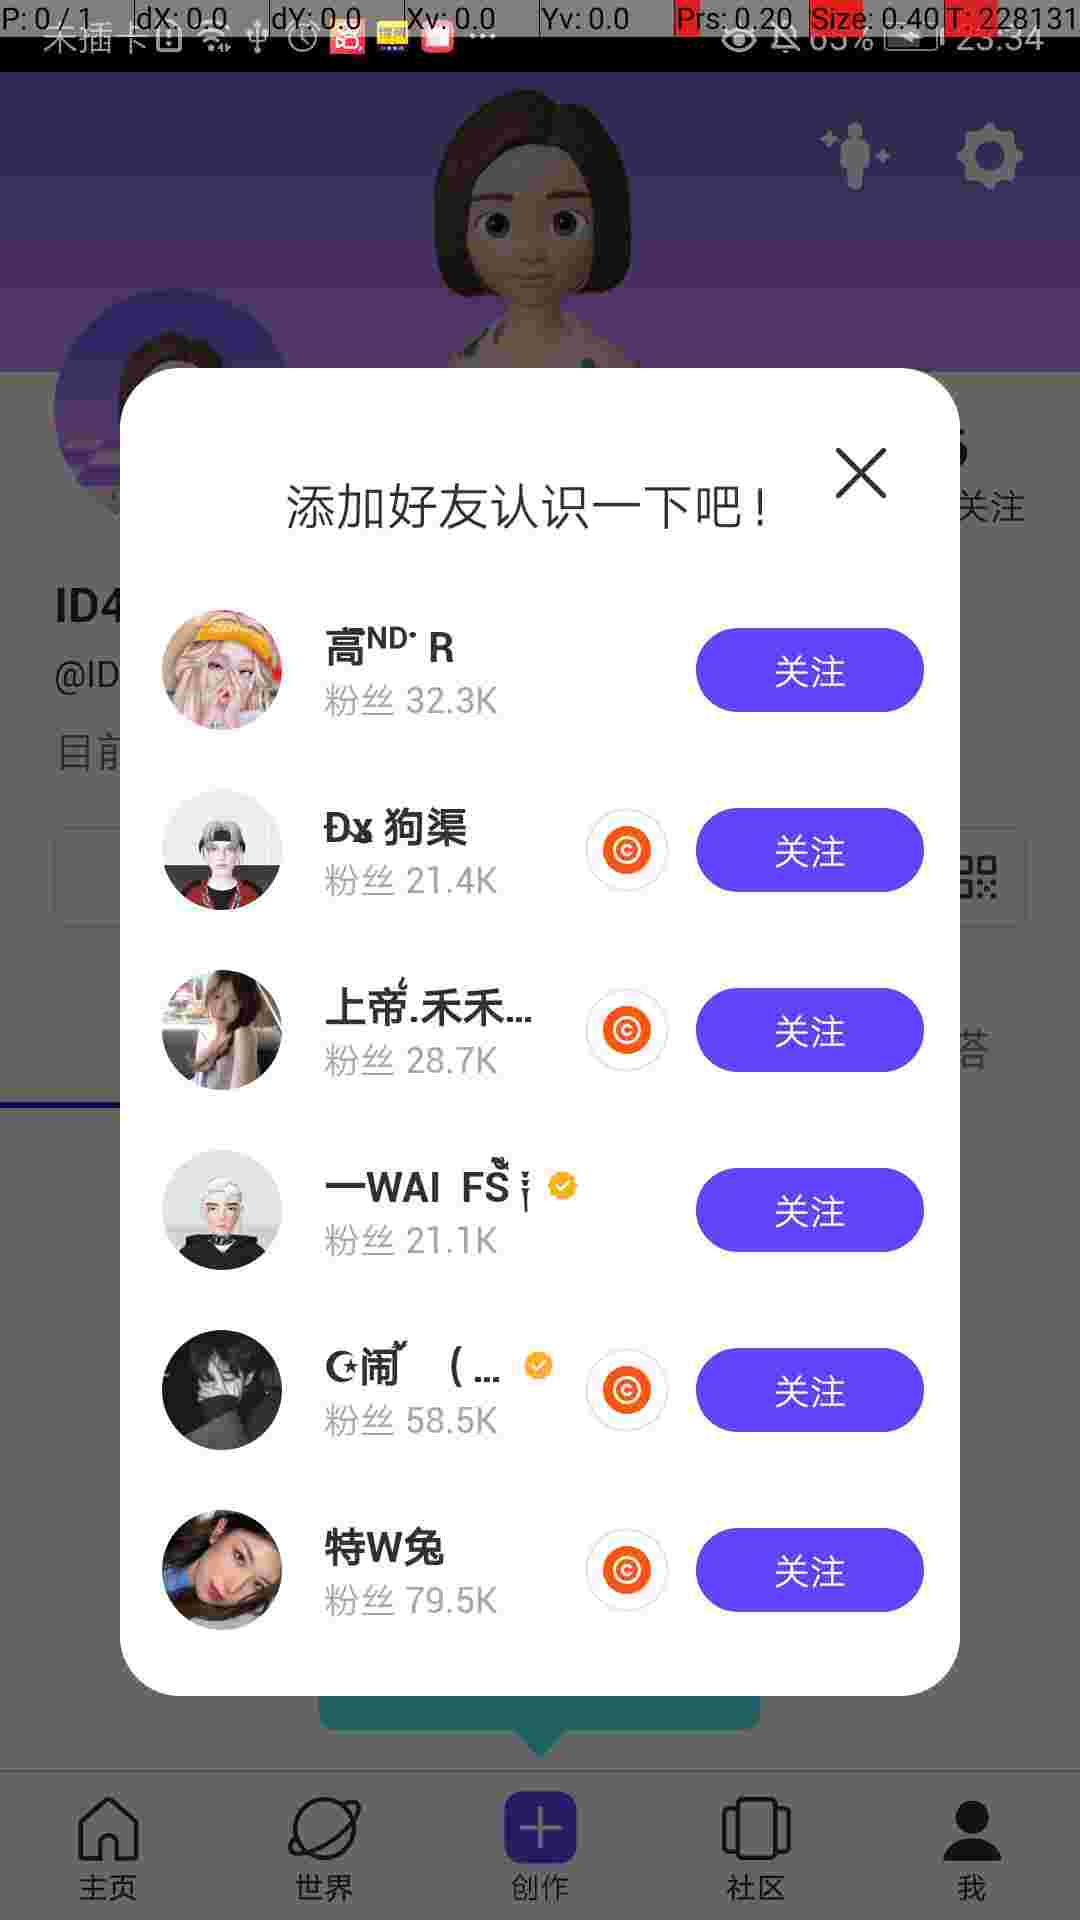 P: 0 / 1 dX: 0.0 dY: 0.0 Xv: 0.0 Yv: 0.0 Prs: 0.20 Size: 0.40 T: 228131
未插卡 63% 23:34
添加好友认识一下吧!
关注
ID4
@ID
目前
高ᴺᴰ· R
粉丝 32.3K
关注
狗渠
粉丝 21.4K
关注
上帝.禾禾...
粉丝 28.7K
关注
一WAI FS
粉丝 21.1K
关注
☪闹 ( ...
粉丝 58.5K
关注
特W兔
粉丝 79.5K
关注
主页
世界
创作
社区
我